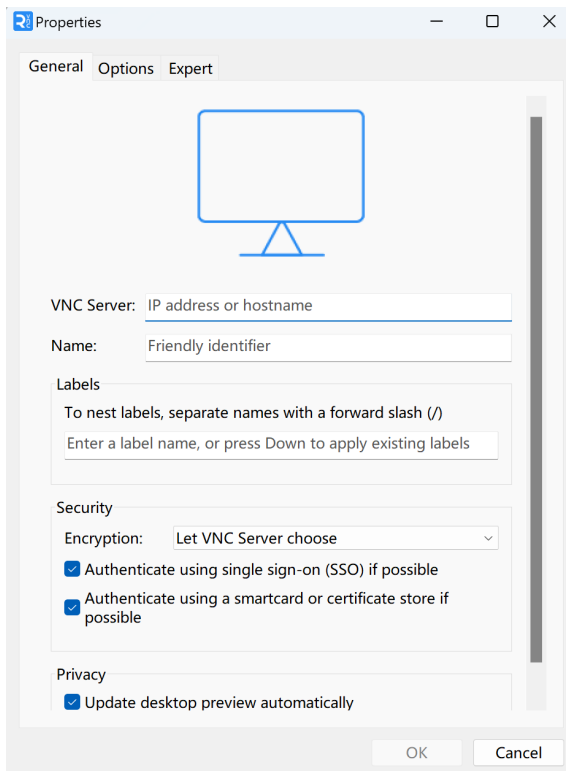 Properties
General Options Expert
VNC Server: IP address or hostname
Name: Friendly identifier
Labels
To nest labels, separate names with a forward slash (/)
Enter a label name, or press Down to apply existing labels
Security
Encryption: Let VNC Server choose
Authenticate using single sign-on (SSO) if possible
Authenticate using a smartcard or certificate store if
possible
Privacy
Update desktop preview automatically
OK Cancel